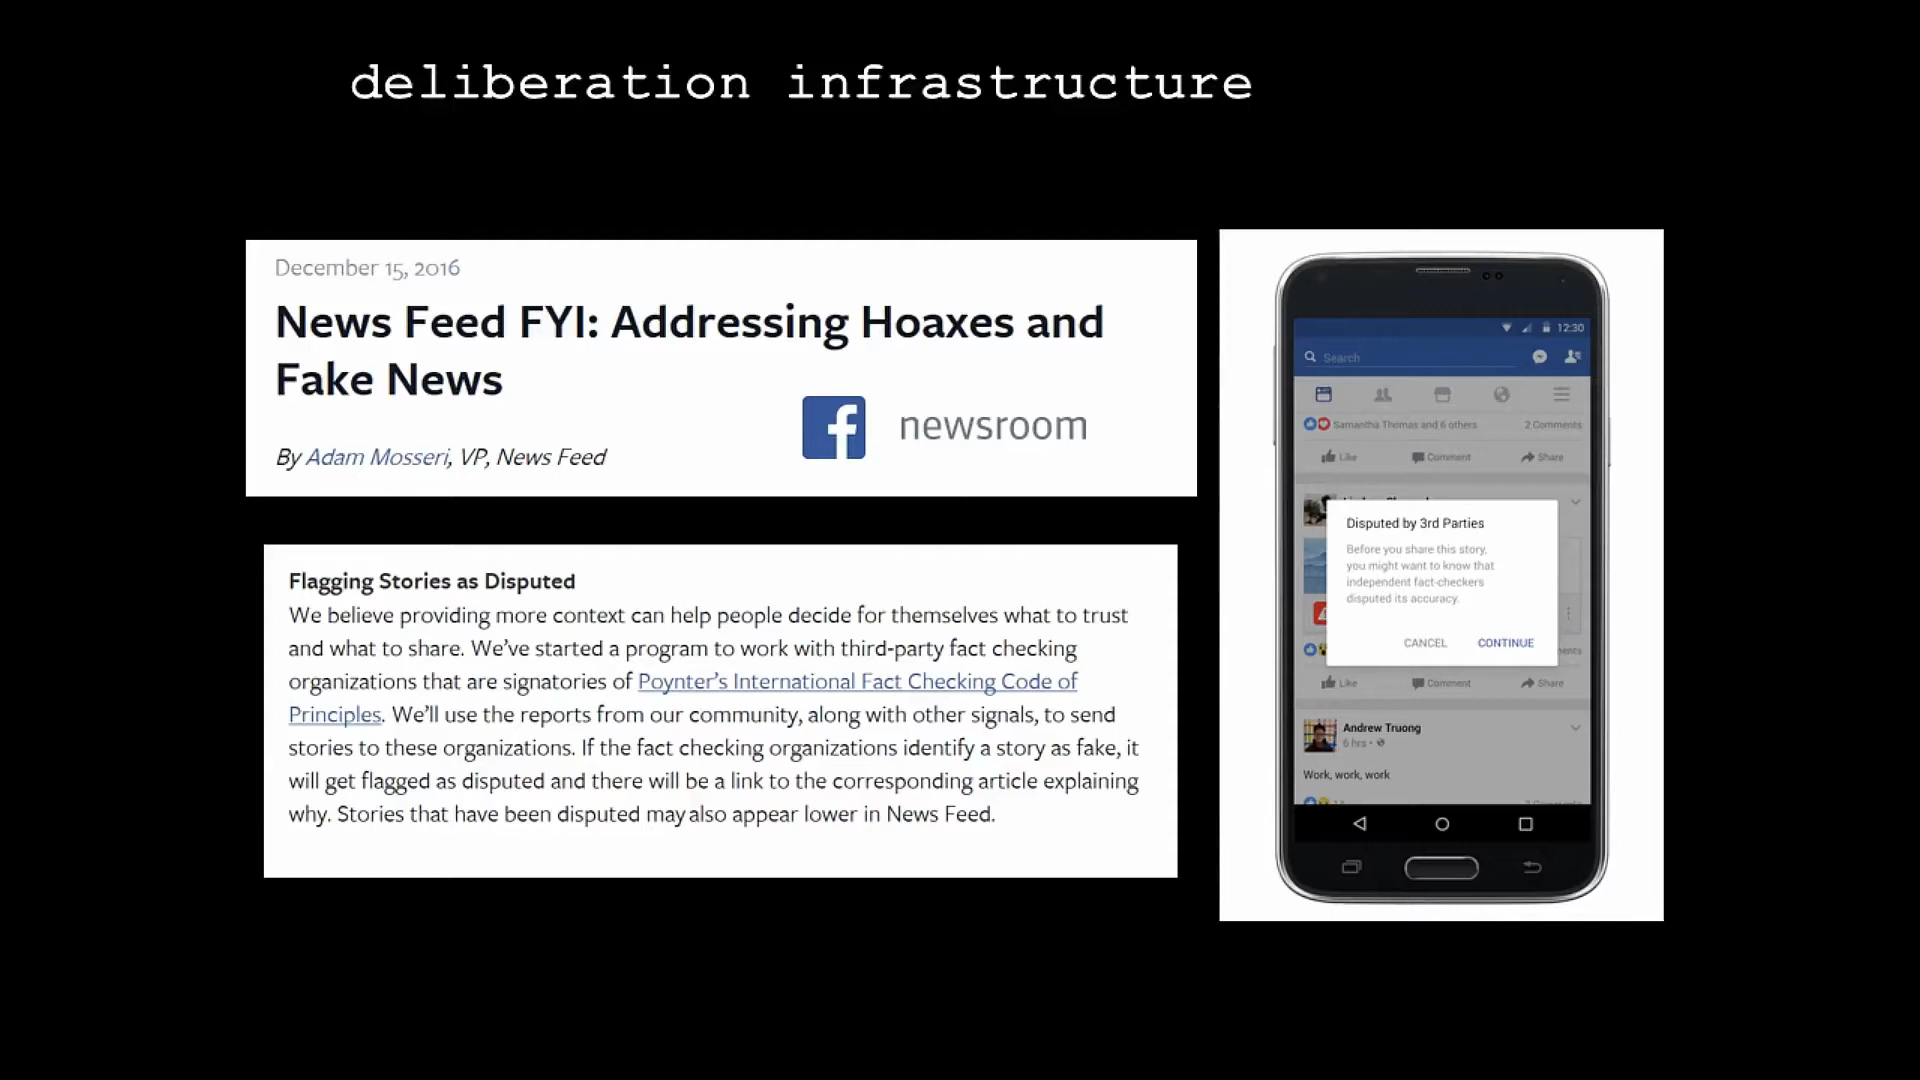 deliberation infrastructure
December 15, 2016
News Feed FYI: Addressing Hoaxes and
Fake News
newsroom
By Adam Mosseri, VP, News Feed
Flagging Stories as Disputed
We believe providing more context can help people decide for themselves what to trust
and what to share. We've started a program to work with third-party fact checking
organizations that are signatories of Poynter's International Fact Checking Code of
Principles. We'll use the reports from our community, along with other signals, to send
stories to these organizations. If the fact checking organizations identify a story as fake, it
will get flagged as disputed and there will be a link to the corresponding article explaining
why. Stories that have been disputed may also appear lower in News Feed.
12:30
Search
Samantha Thomas and 6 others 2 Comments
Like Comment Share
Disputed by 3rd Parties
Before you share this story,
you might want to know that
independent fact-checkers
disputed its accuracy.
CANCEL CONTINUE
Like Comment Share
Andrew Truong
6 hrs
Work, work, work